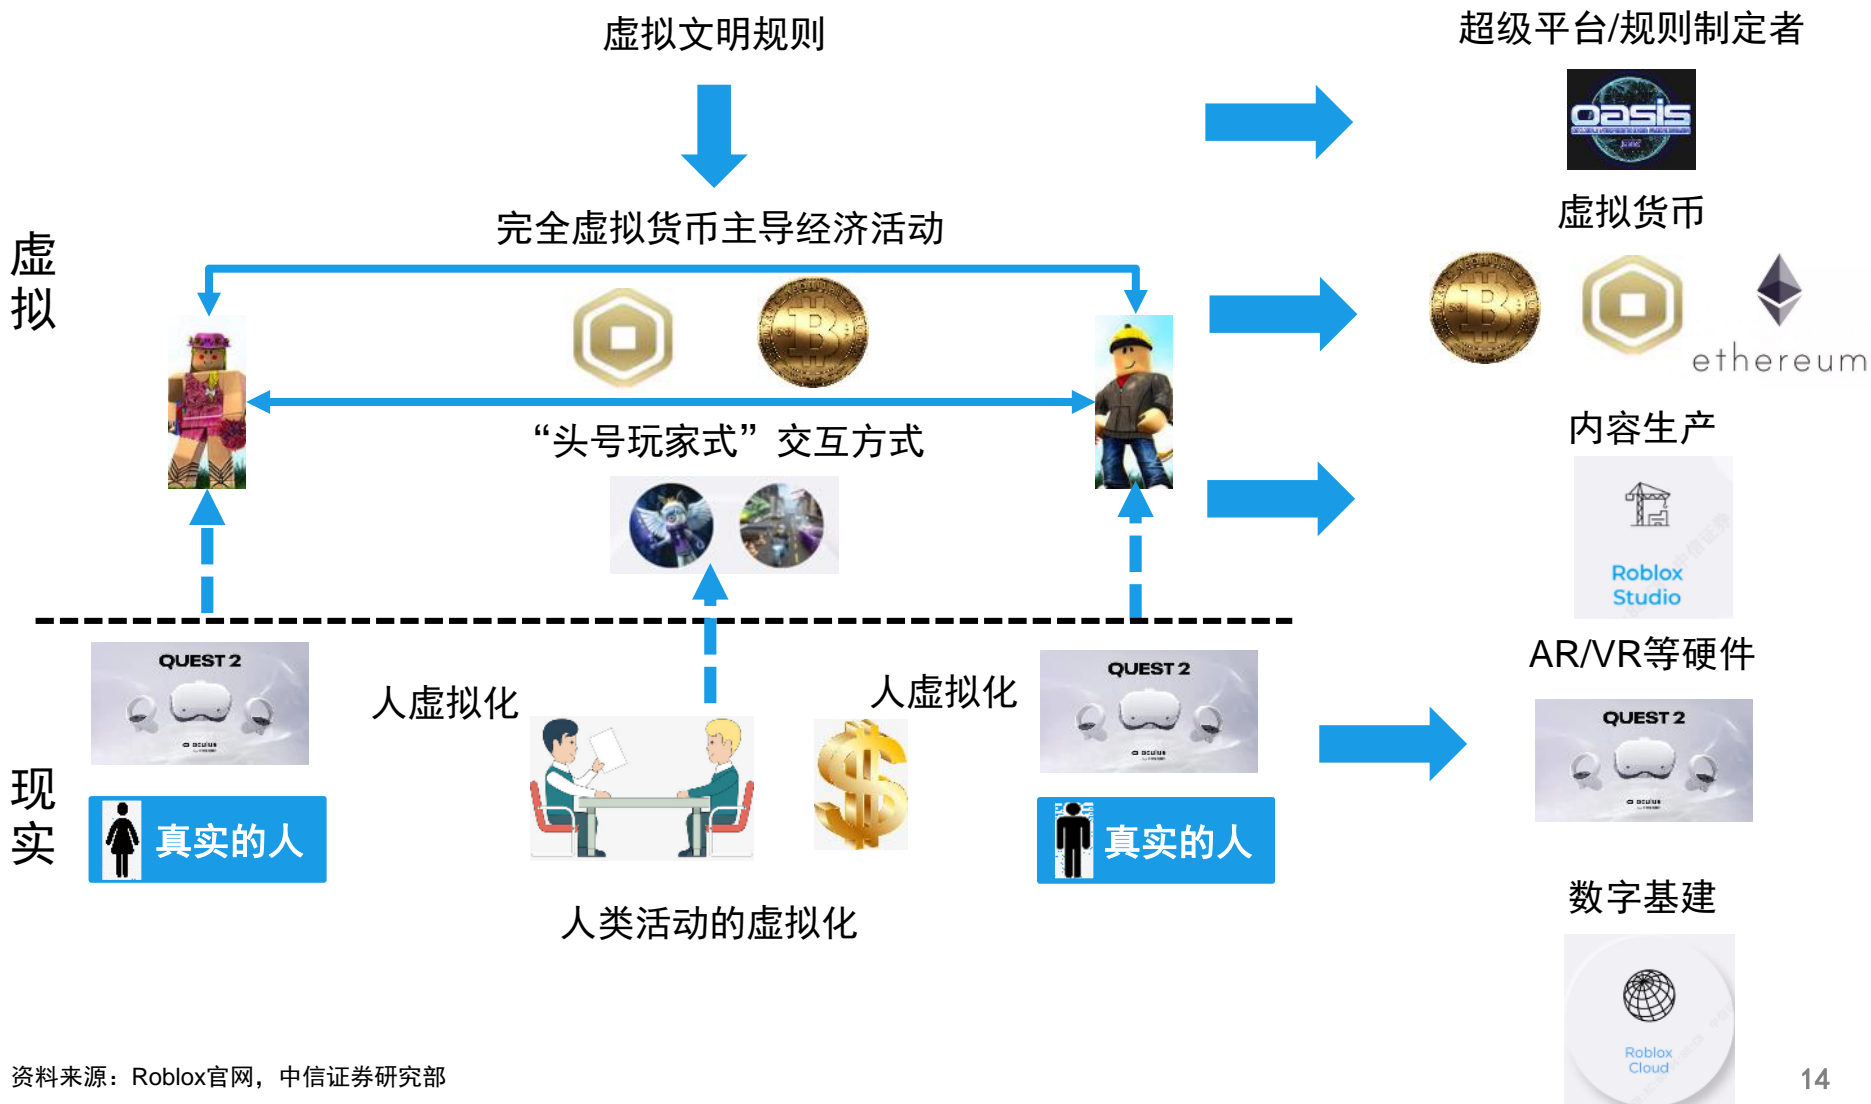 虚拟文明规则
超级平台/规则制定者
oasis
完全虚拟货币主导经济活动
虚拟货币
虚拟
B
B
ethereum
“头号玩家式”交互方式
内容生产
Roblox
Studio
AR/VR等硬件
QUEST 2
oculus
人虚拟化
人虚拟化
QUEST 2
oculus
QUEST 2
oculus
现实
真实的人
真实的人
人类活动的虚拟化
数字基建
Roblox
Cloud
资料来源：Roblox官网，中信证券研究部
14